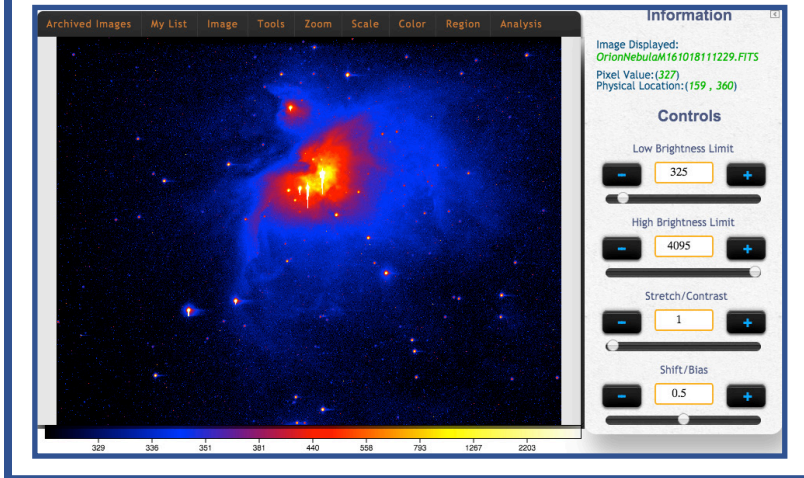 Archived Images My List Image Tools Zoom Scale Color Region Analysis
329 336 351 381 440 558 793 1267 2203
Information
Image Displayed:
OrionNebulaM161018111229.FITS
Pixel Value:(327)
Physical Location:(159 , 360)
Controls
Low Brightness Limit
- 325 +
High Brightness Limit
- 4095 +
Stretch/Contrast
- 1 +
Shift/Bias
- 0.5 +